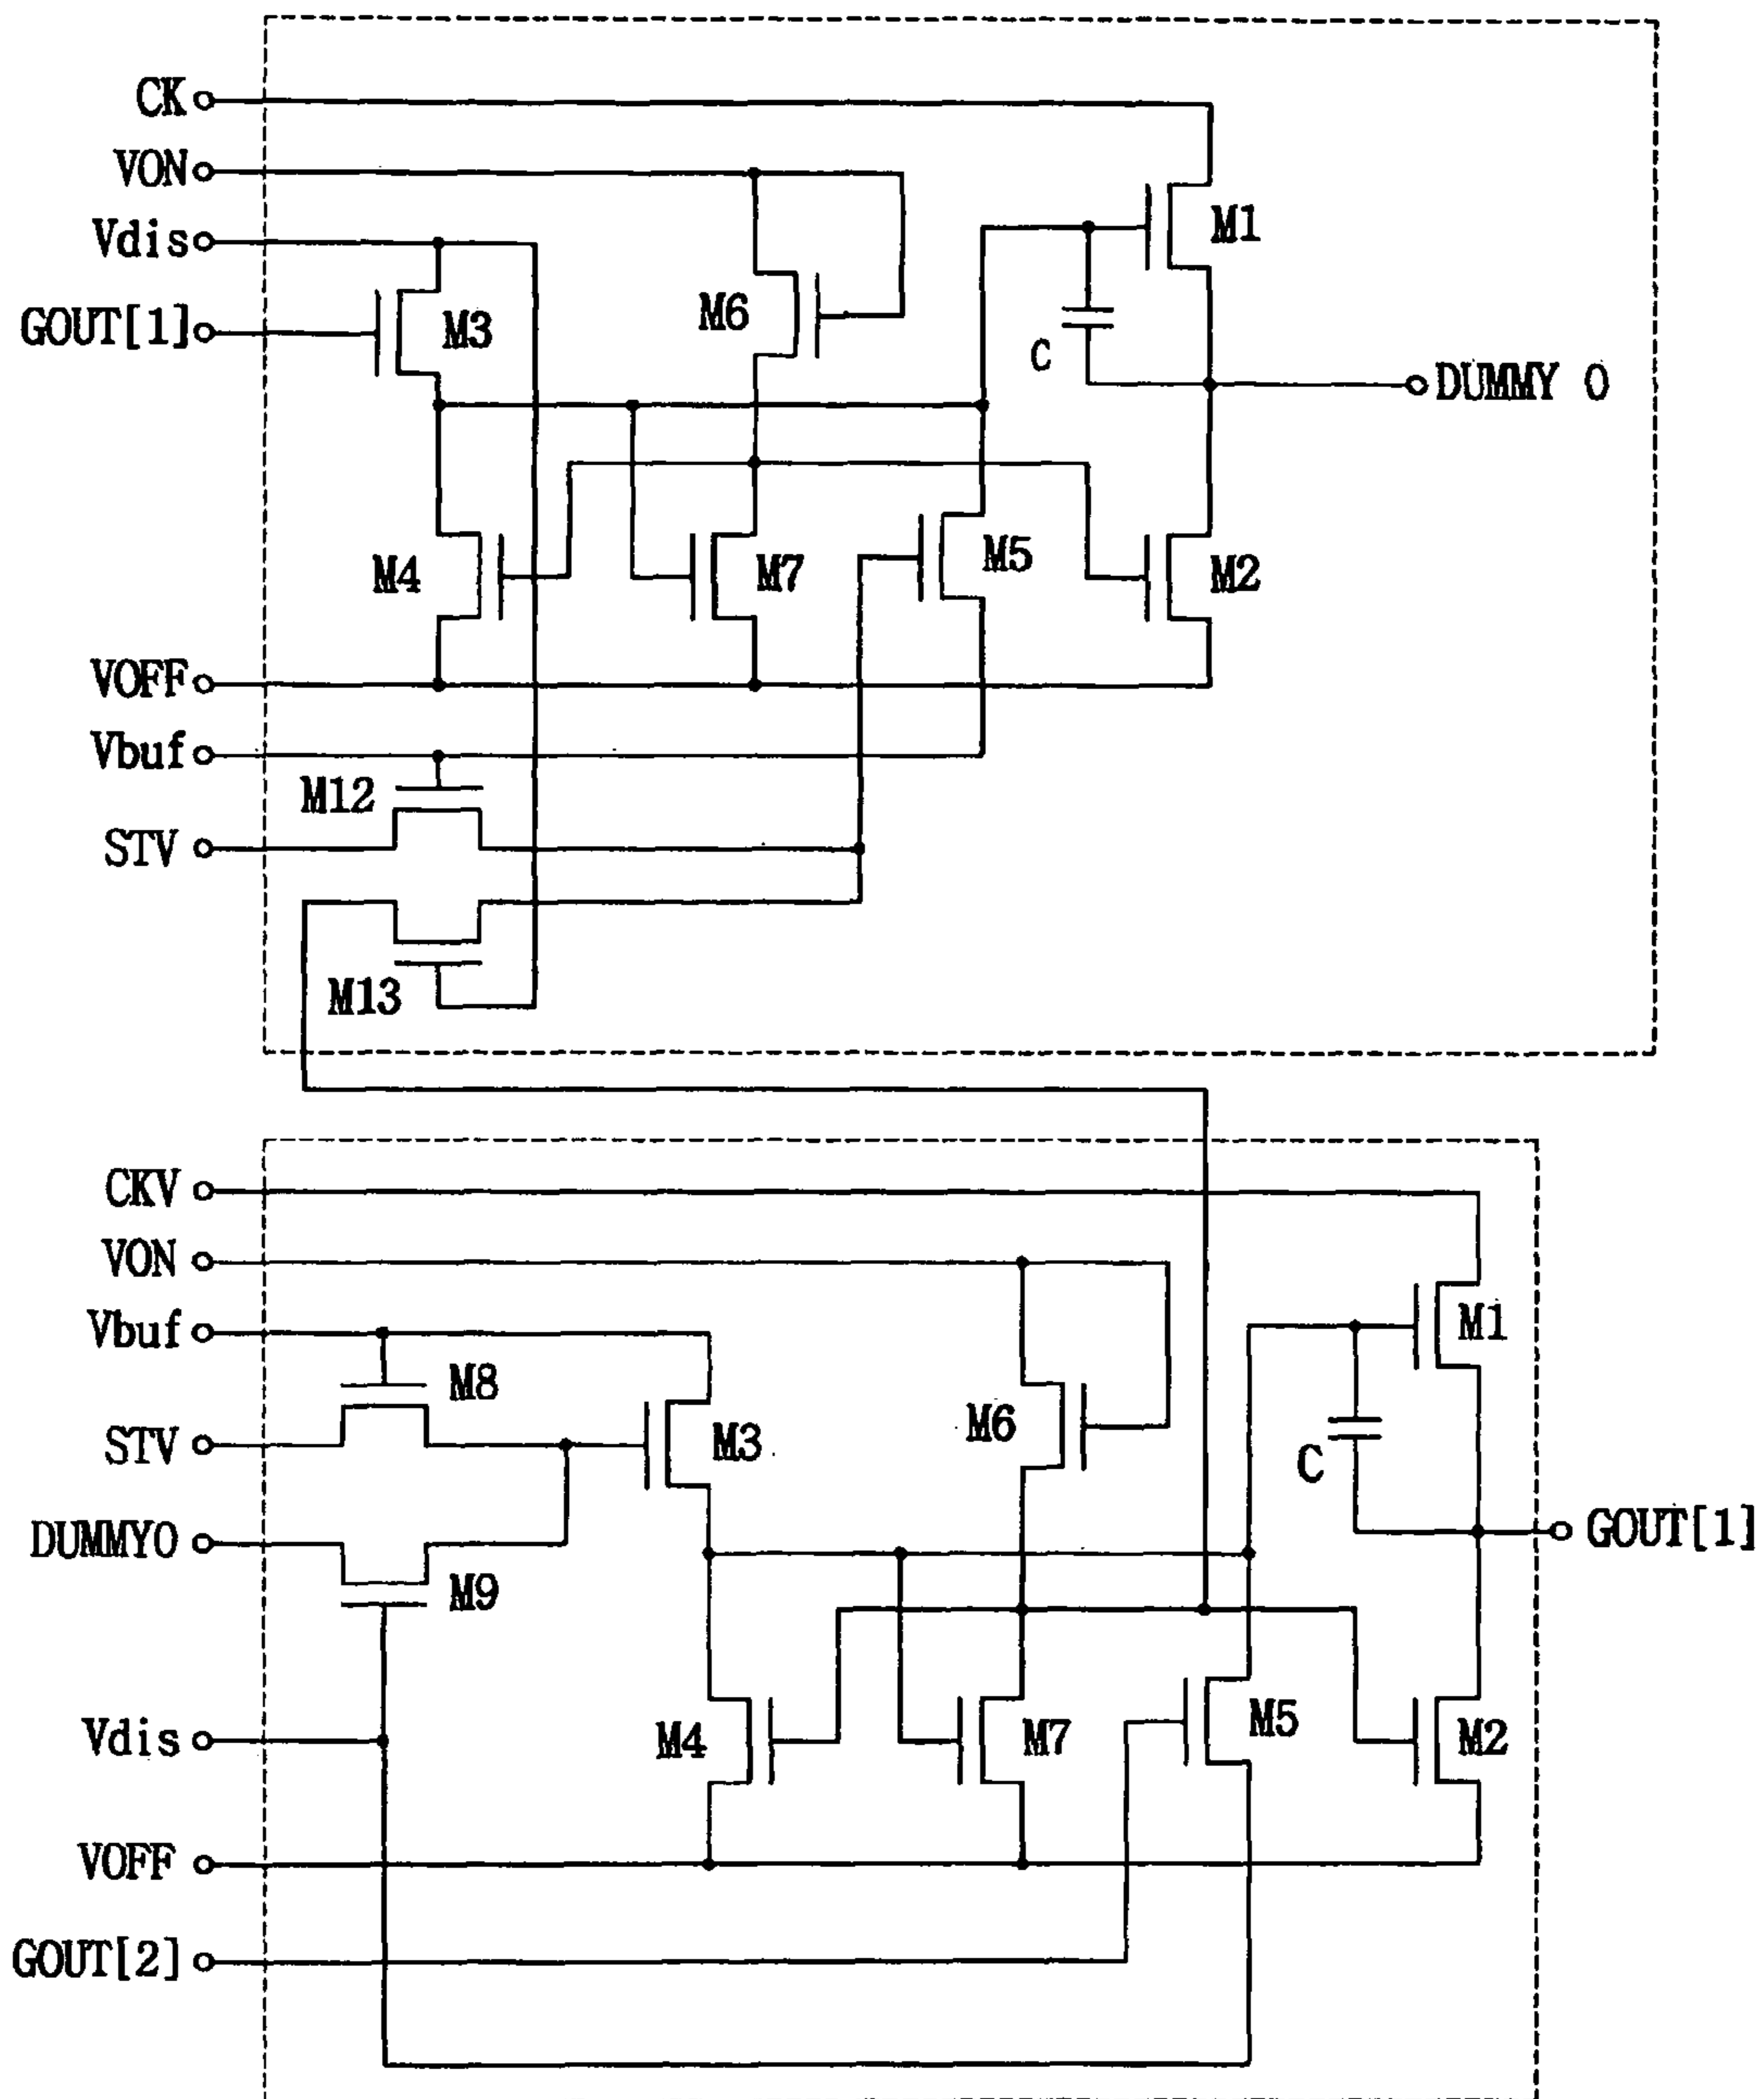 CK
VON
Vdis
GOUT[1]
M3
M6
M1
C
DUMMY 0
M4
M7
M5
M2
VOFF
Vbuf
M12
STV
M13
CKV
VON
Vbuf
M8
STV
M3
M6
M1
C
DUMMY0
M9
GOUT[1]
Vdis
M4
M7
M5
M2
VOFF
GOUT[2]